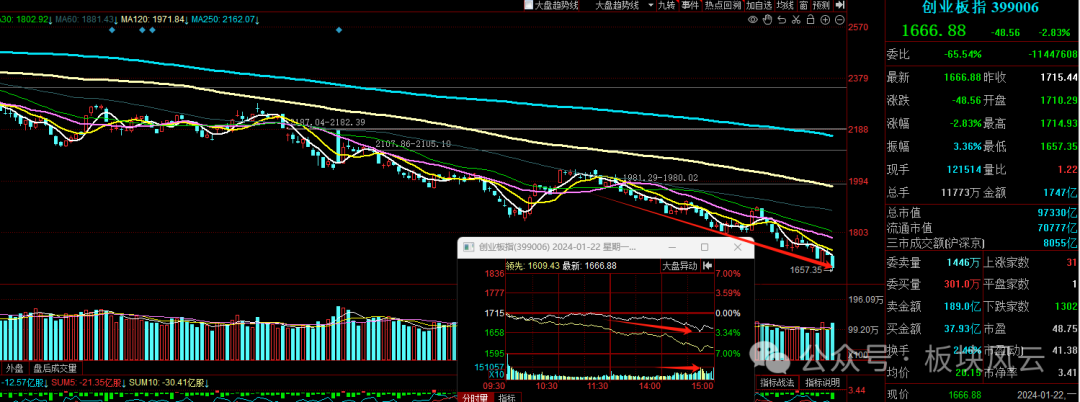 大盘趋势线 大盘趋势线 九转 事件 热点回溯 加自选 均线 窗 预测
A30: 1802.92↓ MA60: 1881.43↓ MA120: 1971.84↓ MA250: 2162.07↓
2570
2379
2188
1994
1803
2187.04-2182.39
2107.86-2105.10
1981.29-1980.02
1657.35
196.09万
99.20万
X100
创业板指(399006) 2024-01-22 星期一...
领先: 1609.43 最新: 1666.88 大盘异动
1836 7.00%
1777 3.59%
1715 0.00%
1658 3.34%
1595 7.00%
151057
X10
09:30 10:30 11:30 14:00 15:00
分时量 指标
外盘 盘后成交量
-12.57亿股↓ SUM5: -21.35亿股↓ SUM10: -30.41亿股↓
指标战法 指标说明
3.44
创业板指 399006
1666.88 -48.56 -2.83%
委比 -65.54% -11447608
最新 1666.88 昨收 1715.44
涨跌 -48.56 开盘 1710.29
涨幅 -2.83% 最高 1714.93
振幅 3.36% 最低 1657.35
现手 121514 量比 1.22
总手 11773万 金额 1747亿
总市值 97330亿
流通市值 70777亿
三市成交额(沪深京) 8055亿
委卖量 1446万 上涨家数 31
委买量 301.0万 平盘家数 1
卖金额 189.0亿 下跌家数 1302
买金额 37.93亿 市盈 48.75
换手 2.46% 市盈(动) 41.38
均价 20.19 市净率 3.41
现价 1666.88 2024-01-22,一
公众号·板块风云